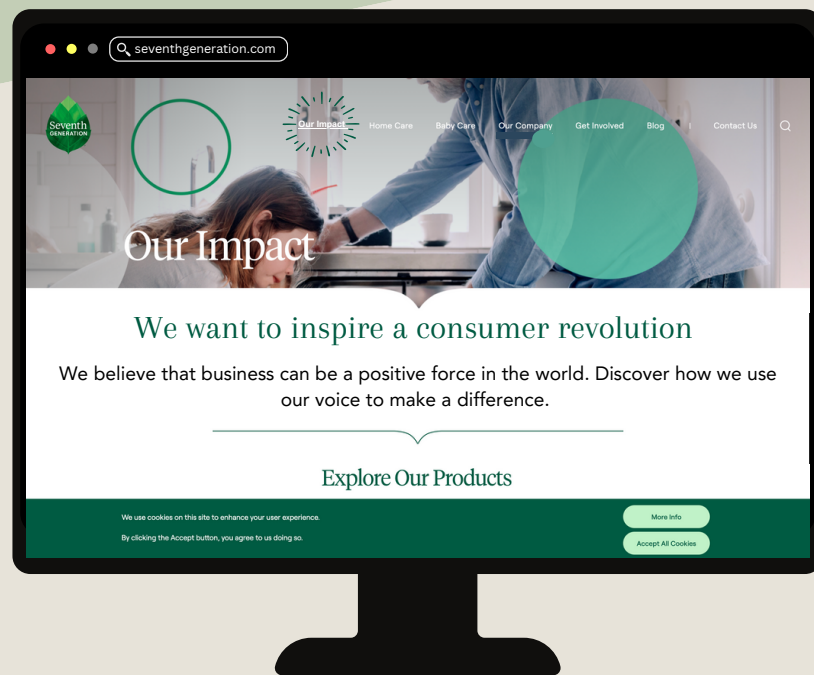 seventhgeneration.com
Seventh
GENERATION
Our Impact
Home Care
Baby Care
Our Company
Get Involved
Blog
|
Contact Us
Our Impact
We want to inspire a consumer revolution
We believe that business can be a positive force in the world. Discover how we use
our voice to make a difference.
Explore Our Products
We use cookies on this site to enhance your user experience.
By clicking the Accept button, you agree to us doing so.
More Info
Accept All Cookies